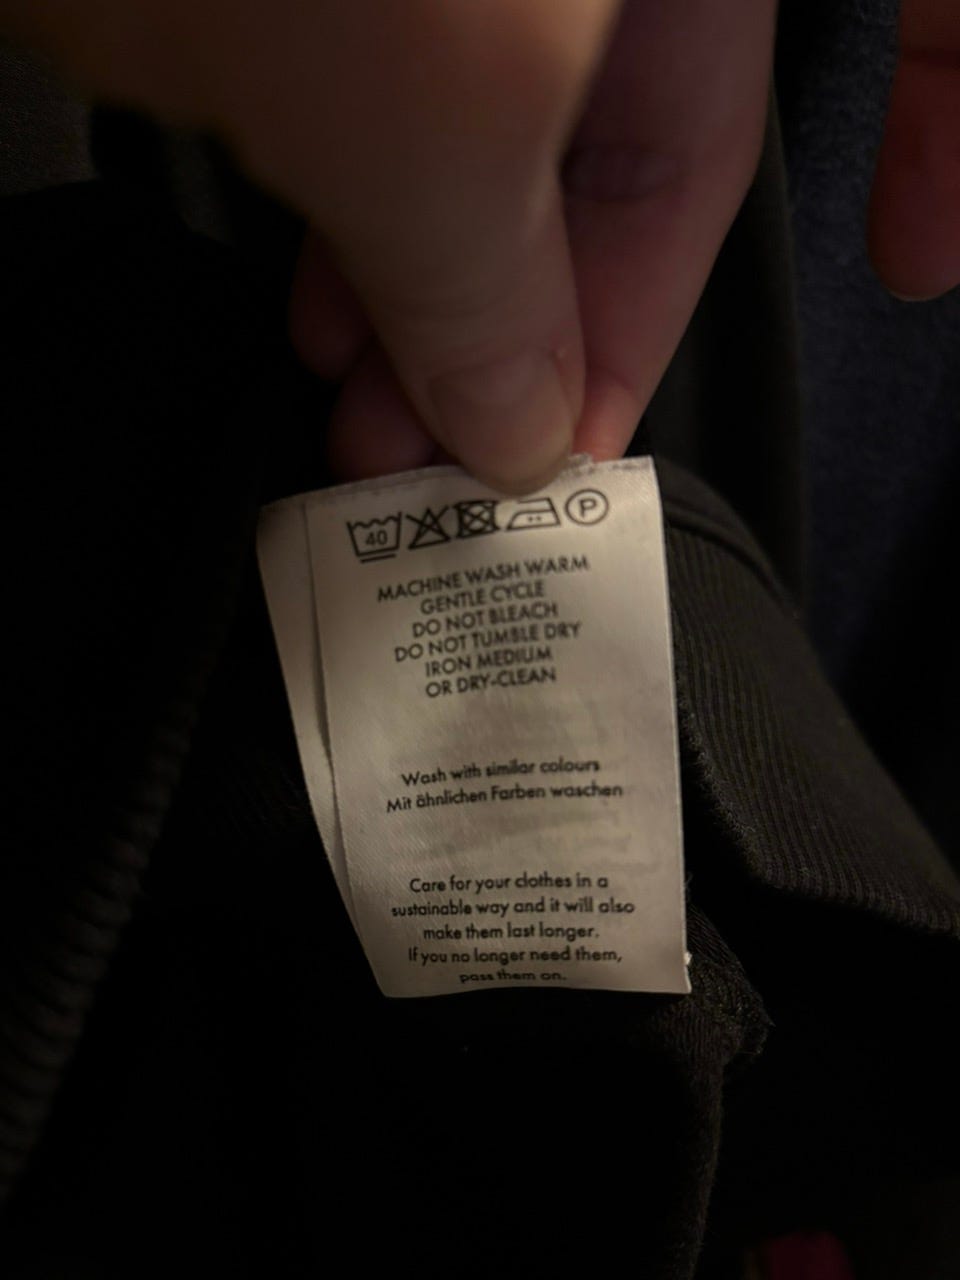 40 P
MACHINE WASH WARM
GENTLE CYCLE
DO NOT BLEACH
DO NOT TUMBLE DRY
IRON MEDIUM
OR DRY-CLEAN
Wash with similar colours
Mit ähnlichen Farben waschen
Care for your clothes in a
sustainable way and it will also
make them last longer.
If you no longer need them,
pass them on.